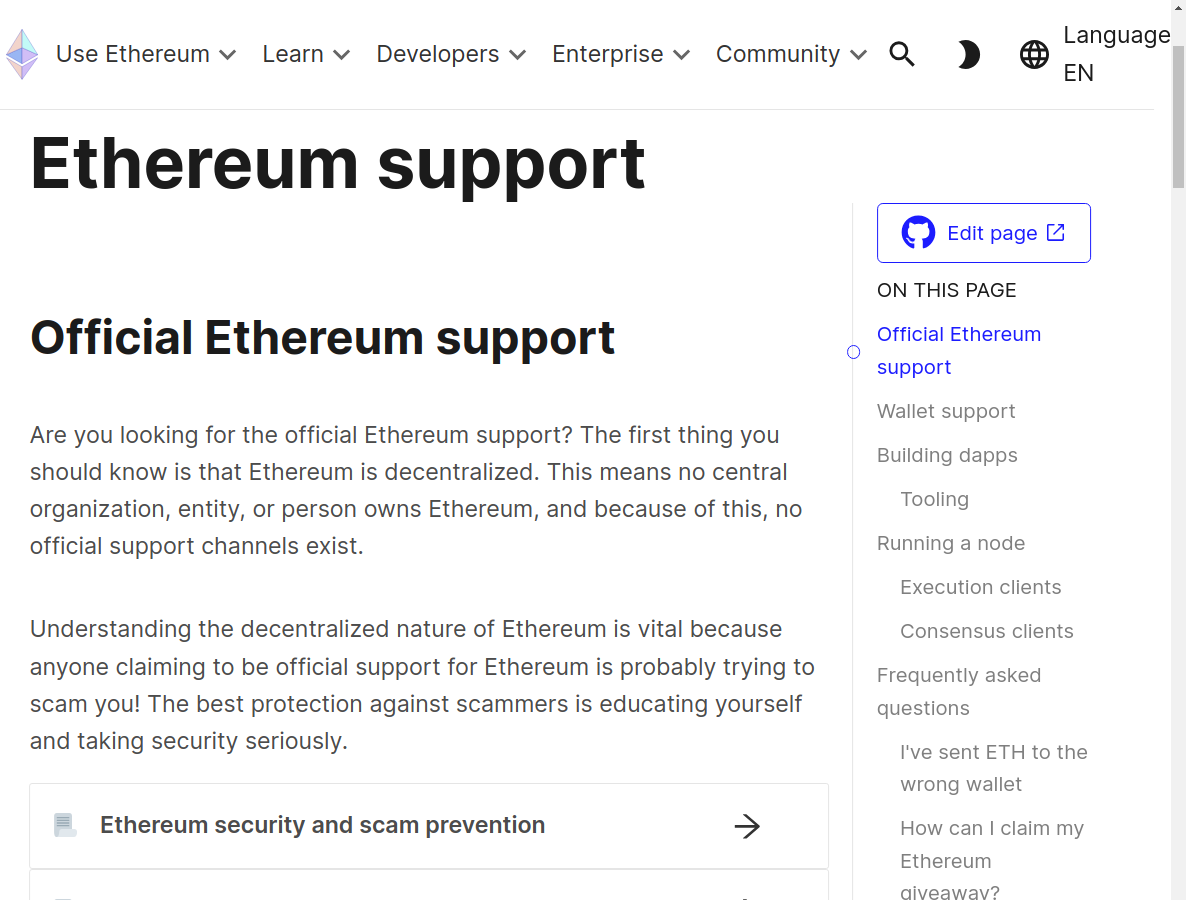 Use Ethereum
Learn
Developers
Enterprise
Community
Language
EN
Ethereum support
Official Ethereum support
Are you looking for the official Ethereum support? The first thing you
should know is that Ethereum is decentralized. This means no central
organization, entity, or person owns Ethereum, and because of this, no
official support channels exist.
Understanding the decentralized nature of Ethereum is vital because
anyone claiming to be official support for Ethereum is probably trying to
scam you! The best protection against scammers is educating yourself
and taking security seriously.
Ethereum security and scam prevention
Edit page
ON THIS PAGE
Official Ethereum
support
Wallet support
Building dapps
Tooling
Running a node
Execution clients
Consensus clients
Frequently asked
questions
I've sent ETH to the
wrong wallet
How can I claim my
Ethereum
giveaway?